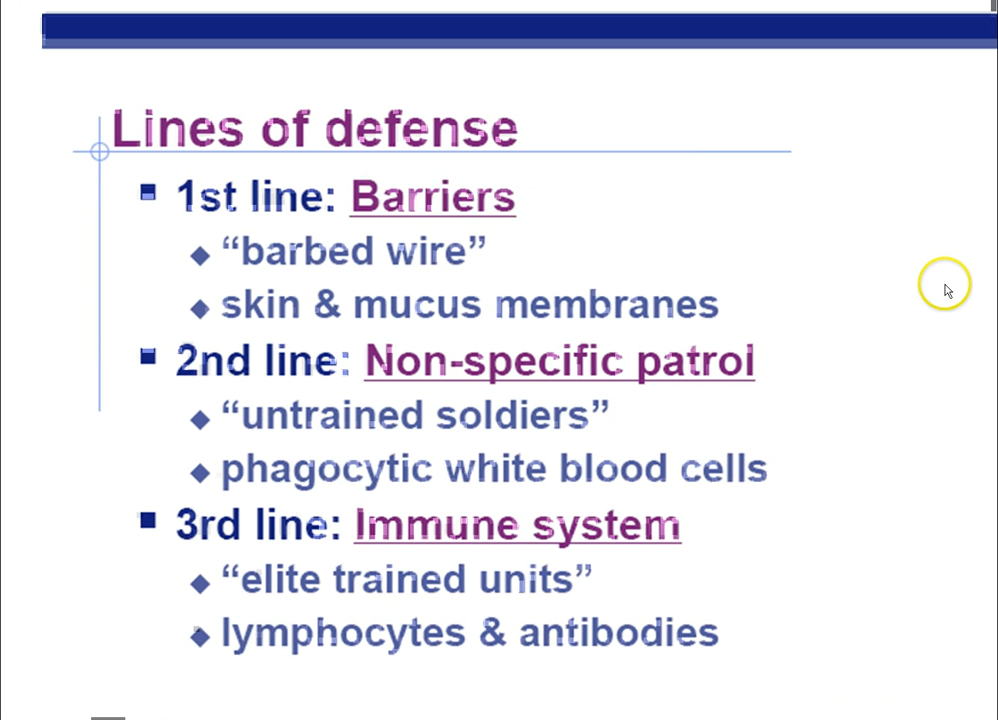 Lines of defense
1st line: Barriers
“barbed wire”
skin & mucus membranes
2nd line: Non-specific patrol
“untrained soldiers”
phagocytic white blood cells
3rd line: Immune system
“elite trained units”
lymphocytes & antibodies